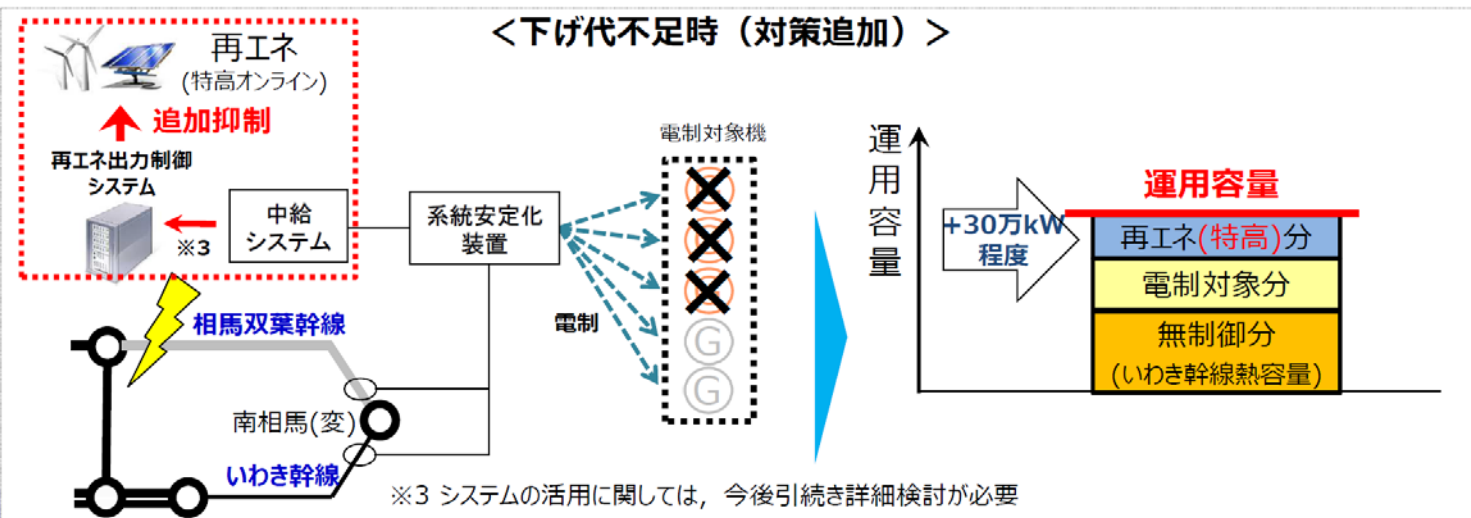 ＜下げ代不足時（対策追加）＞
再エネ
(特高オンライン)
追加抑制
再エネ出力制御
システム
※3
中給
システム
系統安定化
装置
電制対象機
G
G
電制
相馬双葉幹線
南相馬(変)
いわき幹線
※3 システムの活用に関しては，今後引続き詳細検討が必要
運用容量
+30万kW
程度
運用容量
再エネ(特高)分
電制対象分
無制御分
(いわき幹線熱容量)